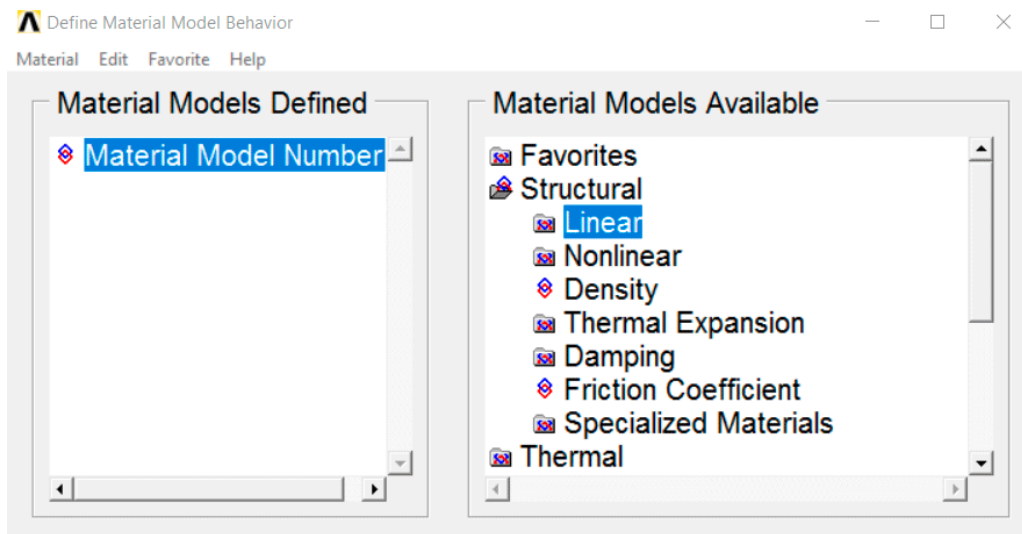 Define Material Model Behavior
Material Edit Favorite Help
Material Models Defined
Material Model Number
Material Models Available
Favorites
Structural
Linear
Nonlinear
Density
Thermal Expansion
Damping
Friction Coefficient
Specialized Materials
Thermal